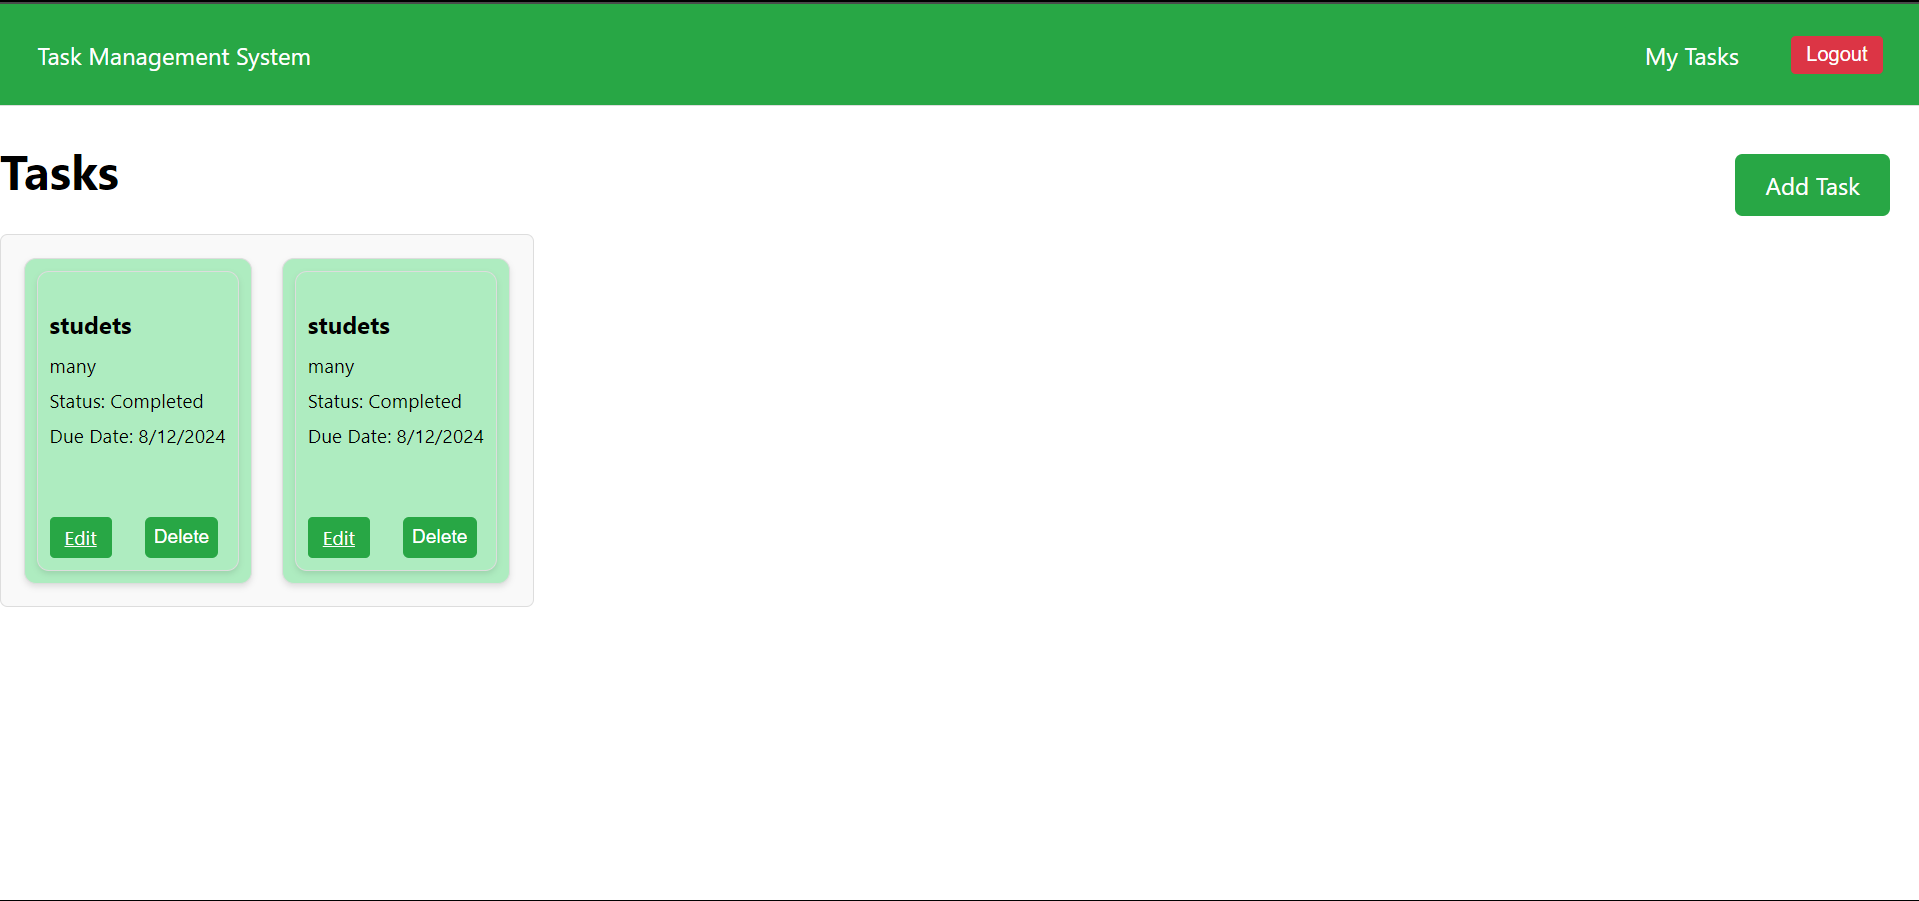 Task Management System
My Tasks
Logout
Tasks
Add Task
studets
many
Status: Completed
Due Date: 8/12/2024
Edit
Delete
studets
many
Status: Completed
Due Date: 8/12/2024
Edit
Delete